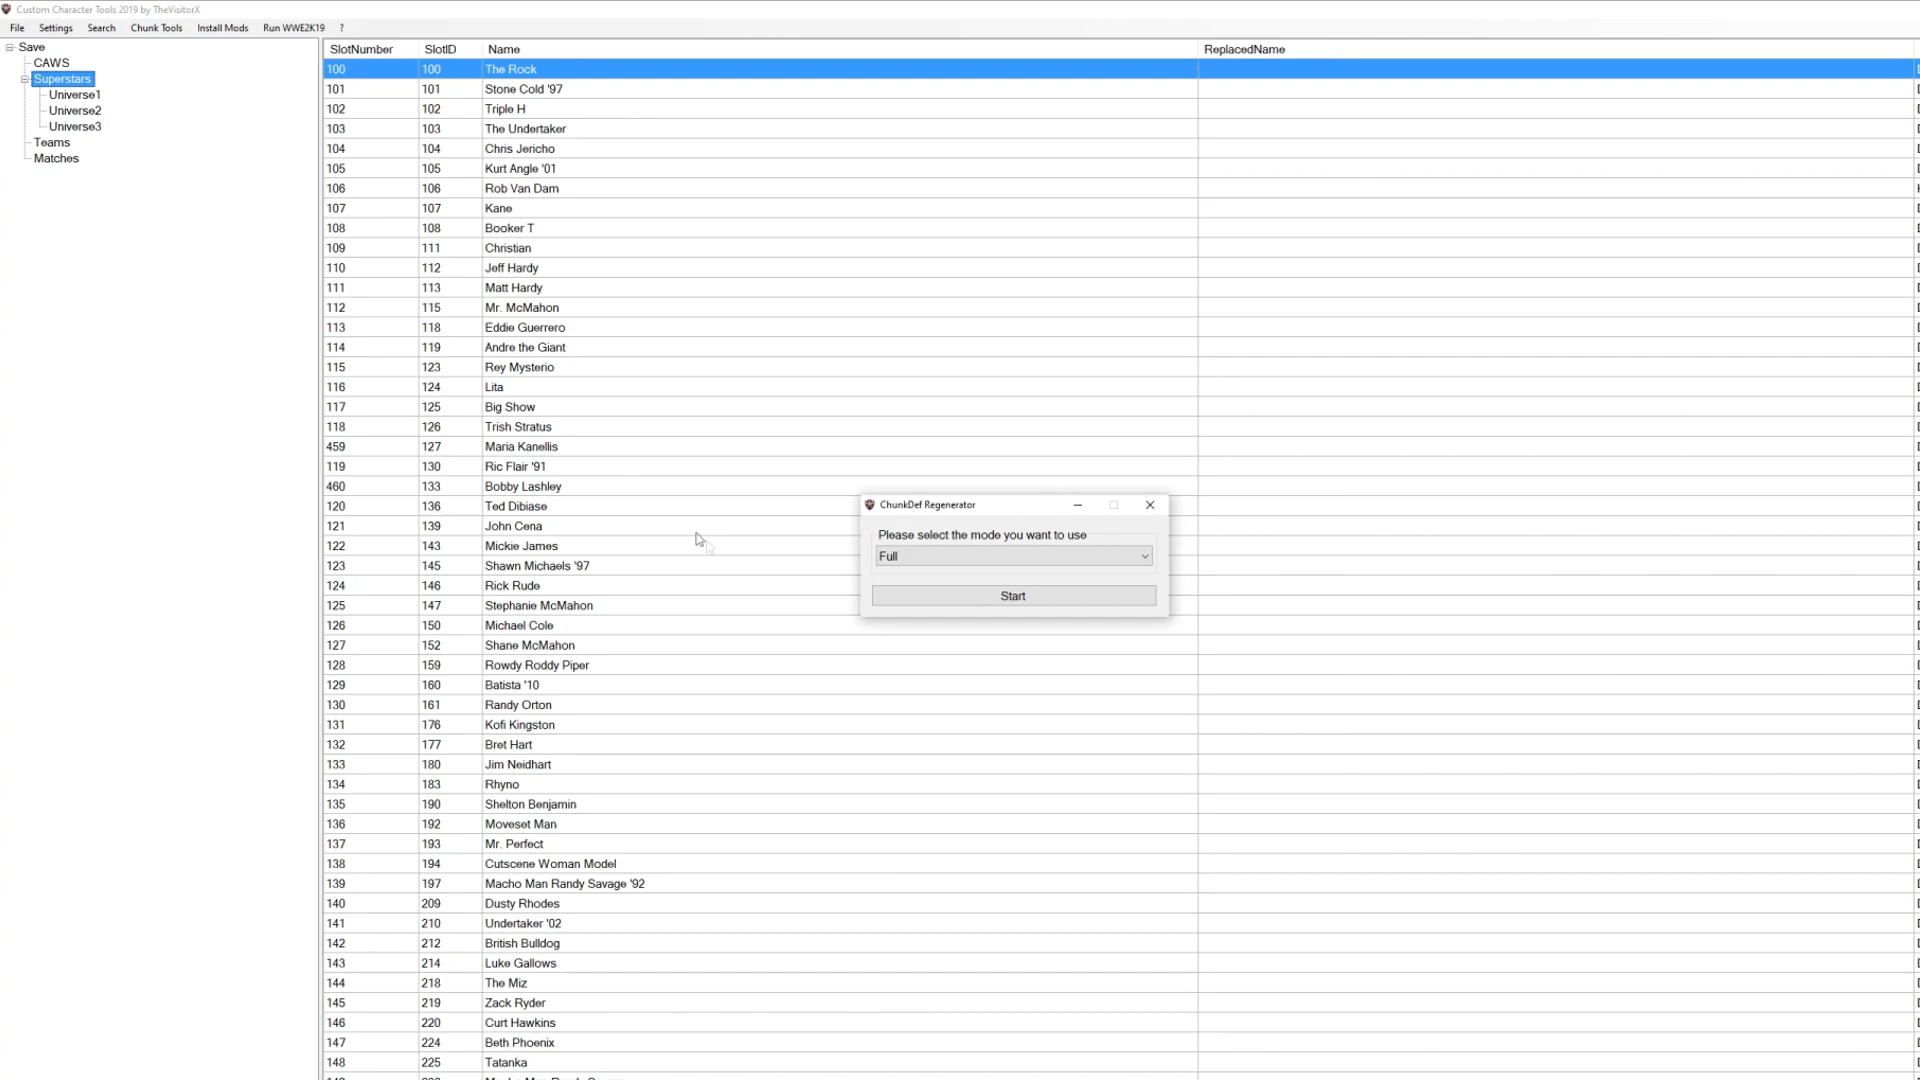 Custom Character Tools 2019 by TheVisitorX
File Settings Search Chunk Tools Install Mods Run WWE2K19 ?
Save
CAWS
Superstars
Universe1
Universe2
Universe3
Teams
Matches
SlotNumber SlotID Name ReplacedName
100 100 The Rock
101 101 Stone Cold '97
102 102 Triple H
103 103 The Undertaker
104 104 Chris Jericho
105 105 Kurt Angle '01
106 106 Rob Van Dam
107 107 Kane
108 108 Booker T
109 111 Christian
110 112 Jeff Hardy
111 113 Matt Hardy
112 115 Mr. McMahon
113 118 Eddie Guerrero
114 119 Andre the Giant
115 123 Rey Mysterio
116 124 Lita
117 125 Big Show
118 126 Trish Stratus
459 127 Maria Kanellis
119 130 Ric Flair '91
460 133 Bobby Lashley
120 136 Ted Dibiase
121 139 John Cena
122 143 Mickie James
123 145 Shawn Michaels '97
124 146 Rick Rude
125 147 Stephanie McMahon
126 150 Michael Cole
127 152 Shane McMahon
128 159 Rowdy Roddy Piper
129 160 Batista '10
130 161 Randy Orton
131 176 Kofi Kingston
132 177 Bret Hart
133 180 Jim Neidhart
134 183 Rhyno
135 190 Shelton Benjamin
136 192 Moveset Man
137 193 Mr. Perfect
138 194 Cutscene Woman Model
139 197 Macho Man Randy Savage '92
140 209 Dusty Rhodes
141 210 Undertaker '02
142 212 British Bulldog
143 214 Luke Gallows
144 218 The Miz
145 219 Zack Ryder
146 220 Curt Hawkins
147 224 Beth Phoenix
148 225 Tatanka
ChunkDef Regenerator
Please select the mode you want to use
Full
Start